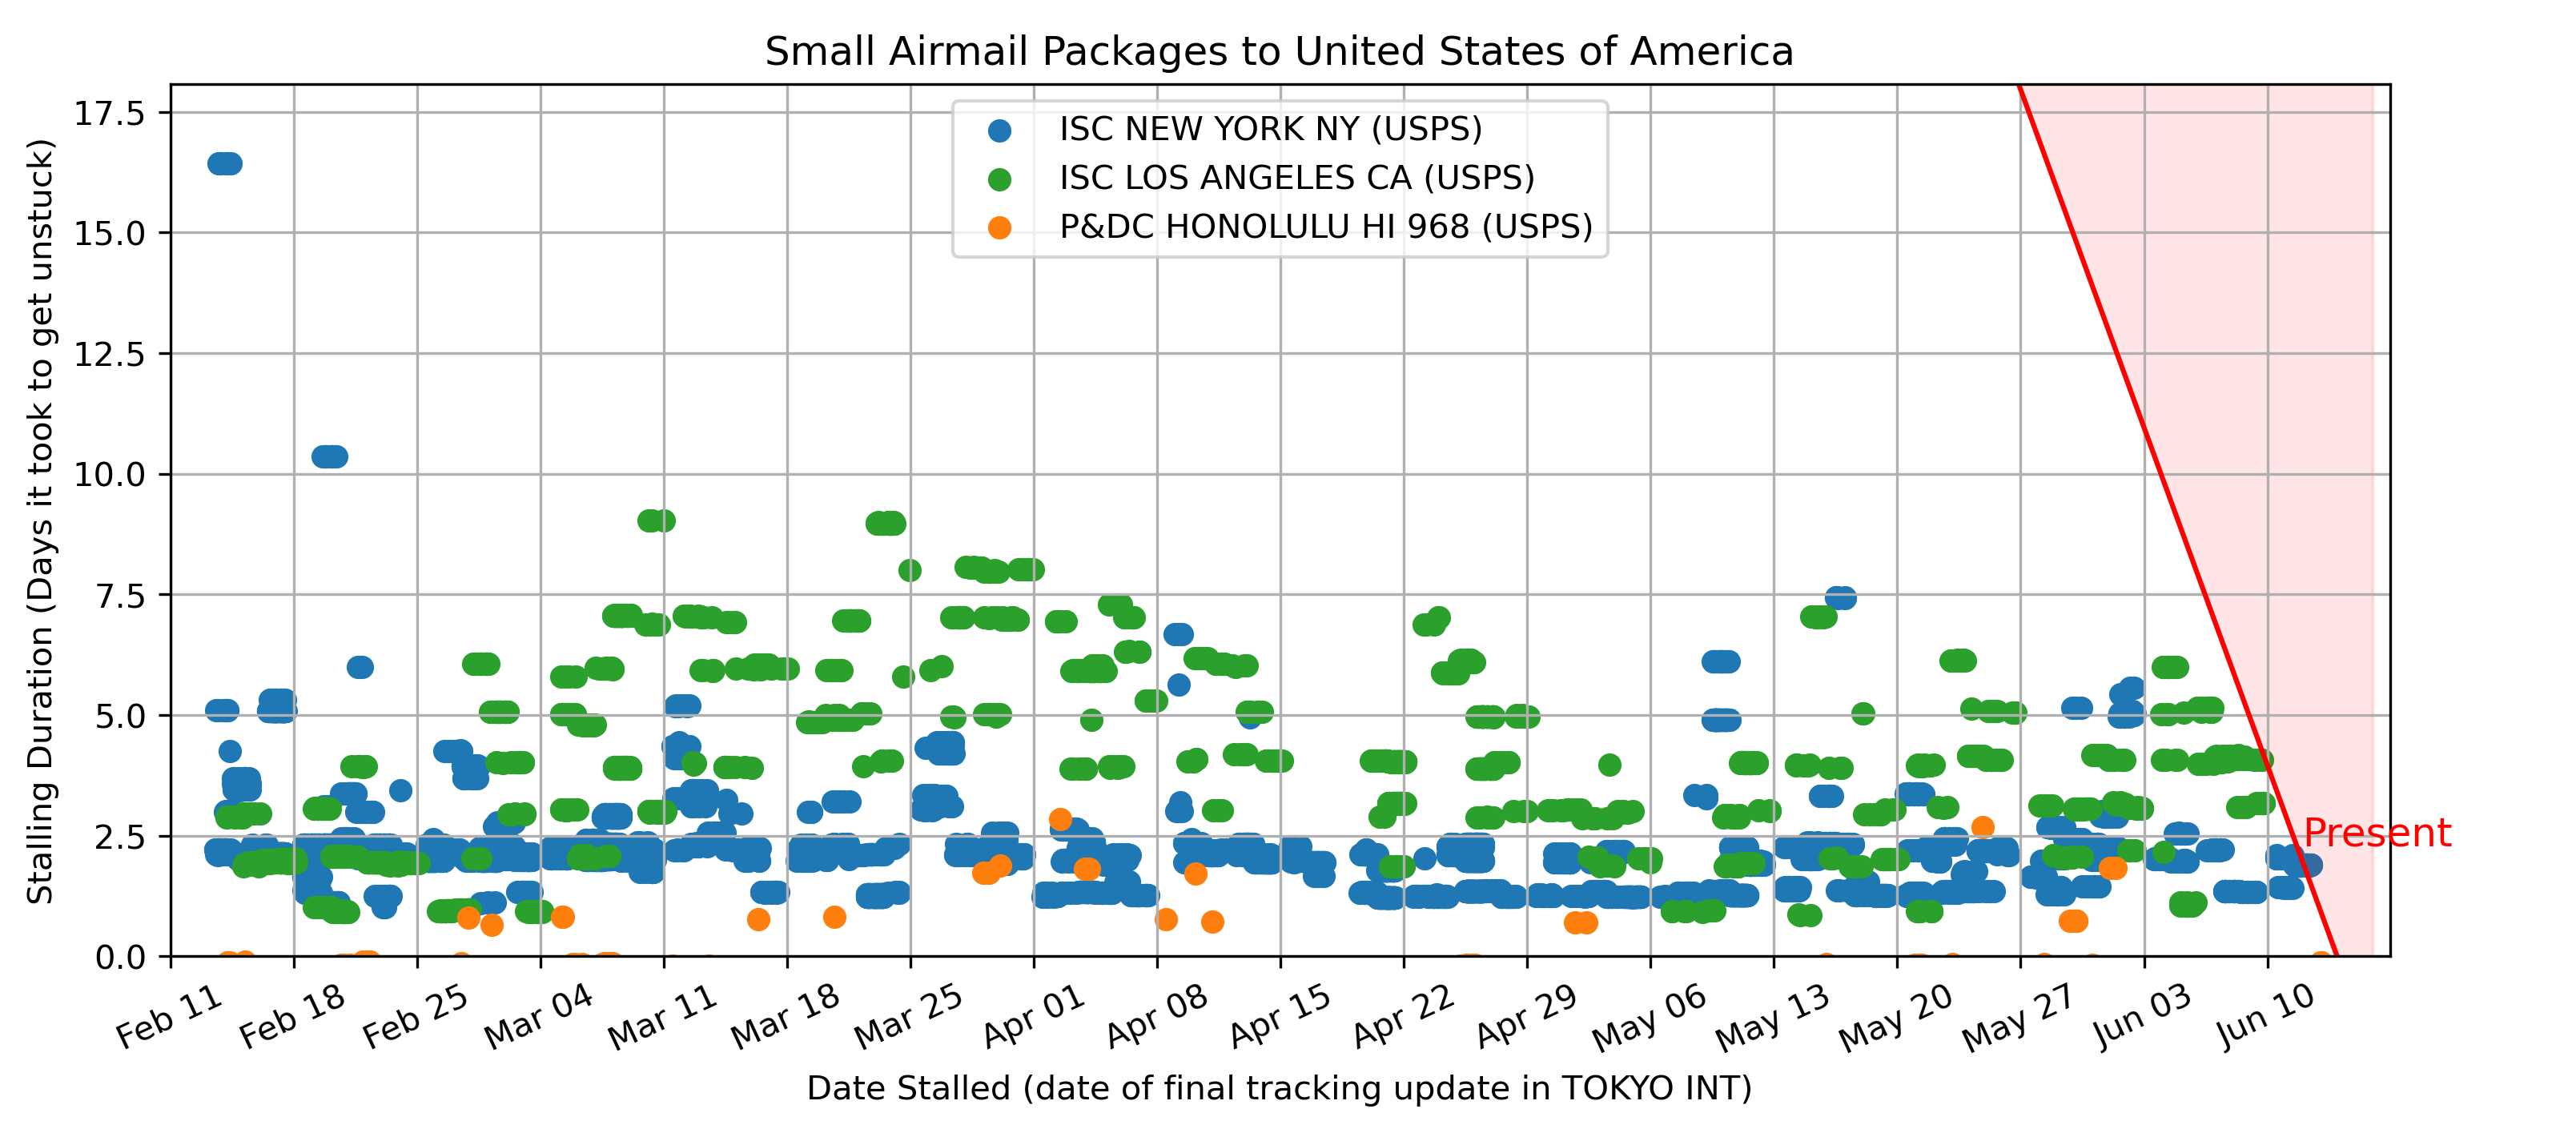 Small Airmail Packages to United States of America
Stalling Duration (Days it took to get unstuck)
17.5
15.0
12.5
10.0
7.5
5.0
2.5
0.0
ISC NEW YORK NY (USPS)
ISC LOS ANGELES CA (USPS)
P&DC HONOLULU HI 968 (USPS)
Present
Feb 11
Feb 18
Feb 25
Mar 04
Mar 11
Mar 18
Mar 25
Apr 01
Apr 08
Apr 15
Apr 22
Apr 29
May 06
May 13
May 20
May 27
Jun 03
Jun 10
Date Stalled (date of final tracking update in TOKYO INT)